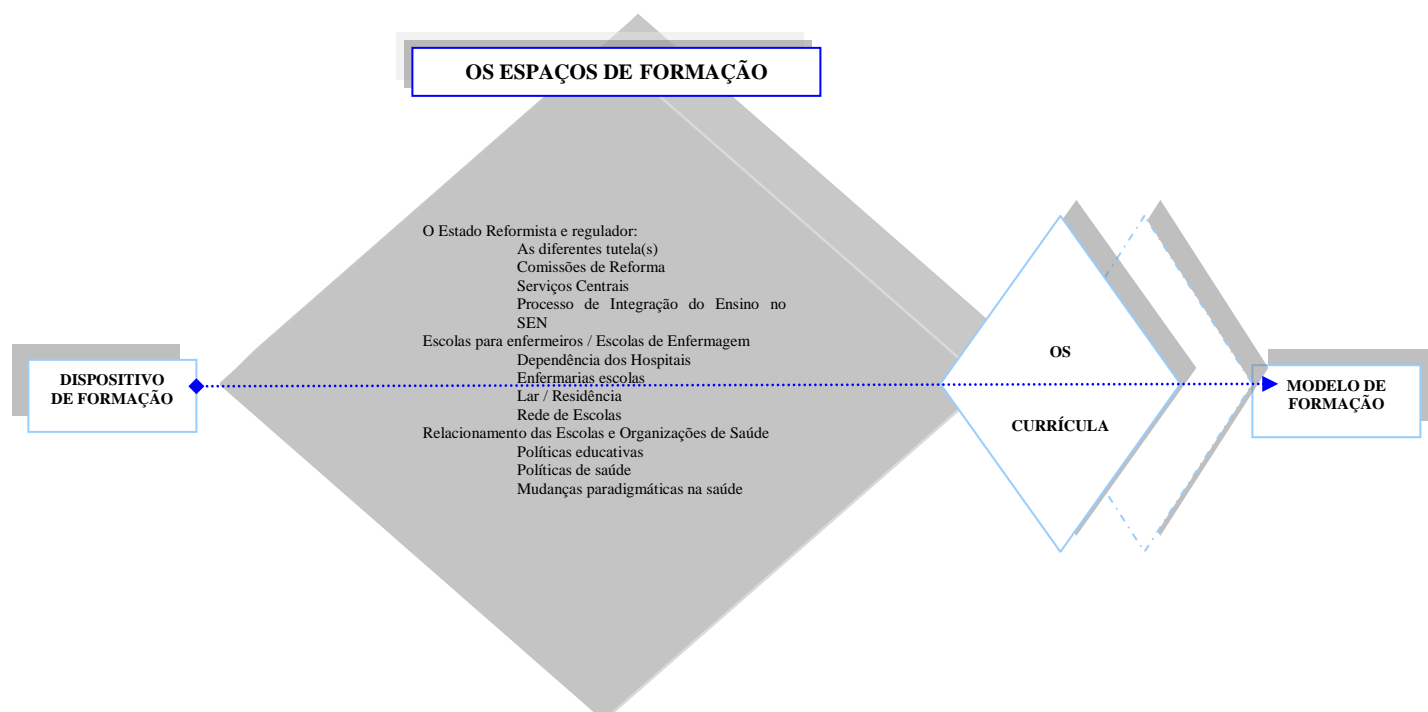 OS ESPAÇOS DE FORMAÇÃO
O Estado Reformista e regulador:
As diferentes tutela(s)
Comissões de Reforma
Serviços Centrais
Processo de Integração do Ensino no
SEN
Escolas para enfermeiros / Escolas de Enfermagem
Dependência dos Hospitais
Enfermarias escolas
Lar / Residência
Rede de Escolas
Relacionamento das Escolas e Organizações de Saúde
Políticas educativas
Políticas de saúde
Mudanças paradigmáticas na saúde
DISPOSITIVO
DE FORMAÇÃO
OS
CURRÍCULA
MODELO DE
FORMAÇÃO